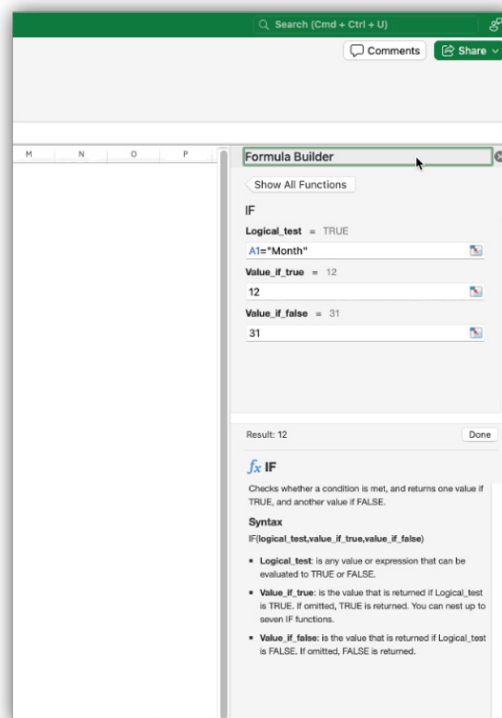 Search (Cmd + Ctrl + U)
Comments
Share
M N O P
Formula Builder
Show All Functions
IF
Logical_test = TRUE
A1="Month"
Value_if_true = 12
12
Value_if_false = 31
31
Result: 12
Done
fx IF
Checks whether a condition is met, and returns one value if
TRUE, and another value if FALSE.
Syntax
IF(logical_test,value_if_true,value_if_false)
▪ Logical_test: is any value or expression that can be
evaluated to TRUE or FALSE.
▪ Value_if_true: is the value that is returned if Logical_test
is TRUE. If omitted, TRUE is returned. You can nest up to
seven IF functions.
▪ Value_if_false: is the value that is returned if Logical_test
is FALSE. If omitted, FALSE is returned.